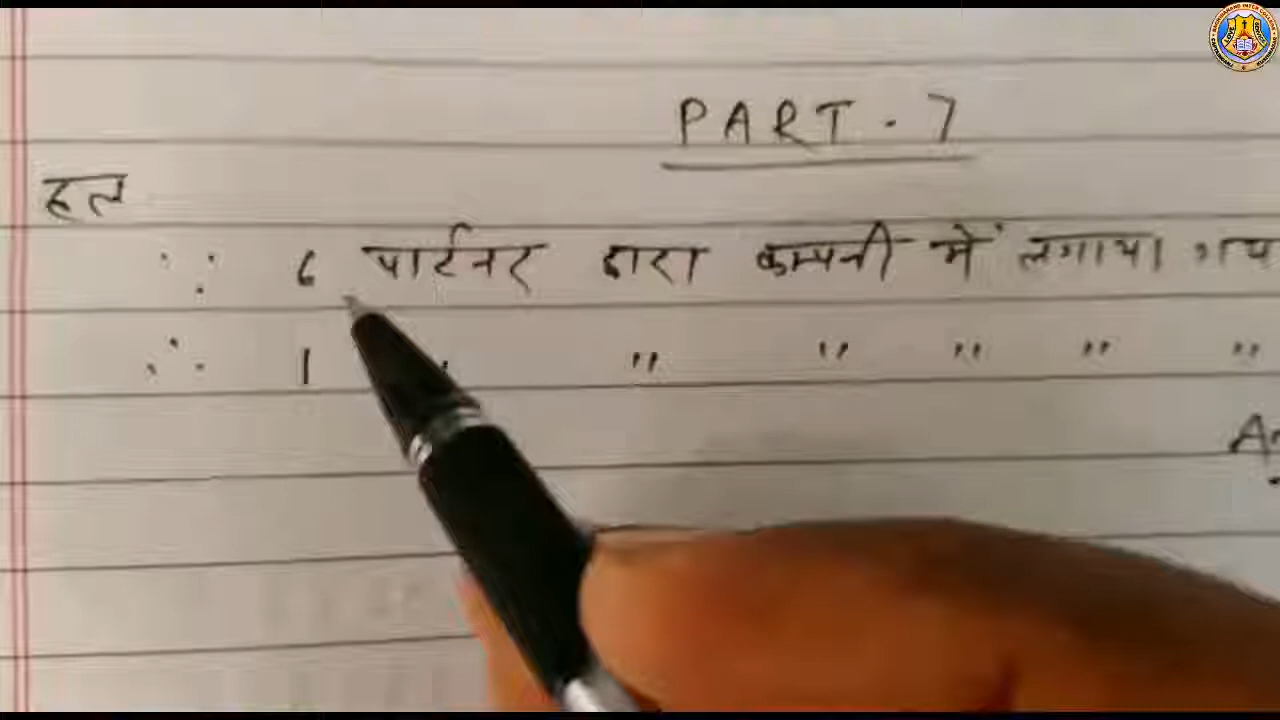 PART - 7
हल
∵ 6 पार्टनर द्वारा कम्पनी में लगाया गय
∴ 1 " " " " " "